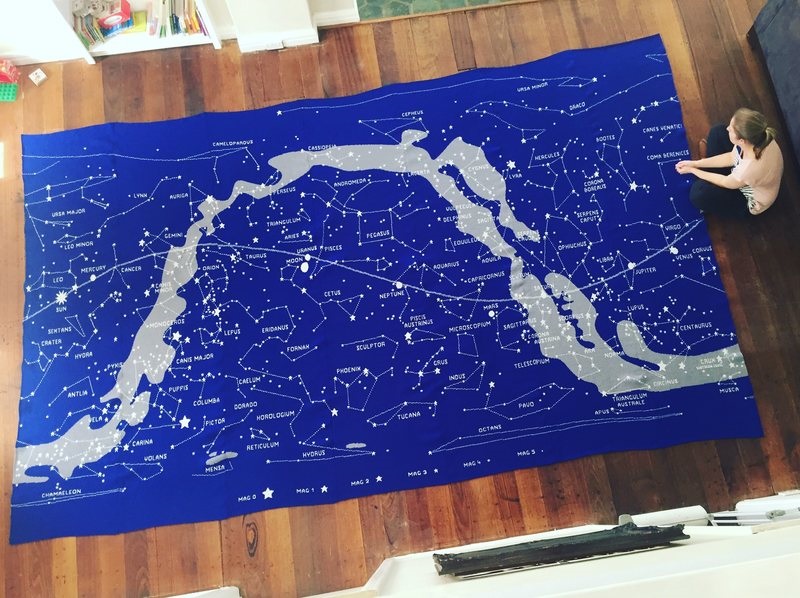 URSA MINOR
DRACO
CEPHEUS
CAMELOPARDUS
CASSIOPEIA
HERCULES
BOOTES
CANES VENATICI
COMA BERENICES
LACERTA
CYGNUS
LYRA
CORONA
BOREALIS
LYNX
AURIGA
PERSEUS
ANDROMEDA
URSA MAJOR
TRIANGULUM
DELPHINUS
SERPENS
CAPUT
LEO MINOR
GEMINI
ARIES
PEGASUS
EQUULEUS
OPHIUCHUS
VIRGO
TAURUS
URANUS
PISCES
MOON
AQUILA
LIBRA
CORVUS
VENUS
JUPITER
LEO
MERCURY
CANCER
ORION
AQUARIUS
CAPRICORNUS
SUN
CETUS
NEPTUNE
MARS
LUPUS
SEXTANS
MONOCEROS
LEPUS
ERIDANUS
PISCIS
AUSTRINUS
MICROSCOPIUM
SAGITTARIUS
CENTAURUS
CRATER
HYDRA
CANIS MAJOR
FORNAX
SCULPTOR
CORONA
AUSTRINA
ARA
NORMA
CRUX
PYXIS
PHOENIX
GRUS
INDUS
TELESCOPIUM
CIRCINUS
ANTLIA
PUPPIS
CAELUM
COLUMBA
DORADO
HOROLOGIUM
TUCANA
PAVO
APUS
TRIANGULUM
AUSTRALE
MUSCA
VELA
PICTOR
CARINA
VOLANS
RETICULUM
HYDRUS
OCTANS
MENSA
CHAMAELEON
MAG 0
MAG 1
MAG 2
MAG 3
MAG 4
MAG 5